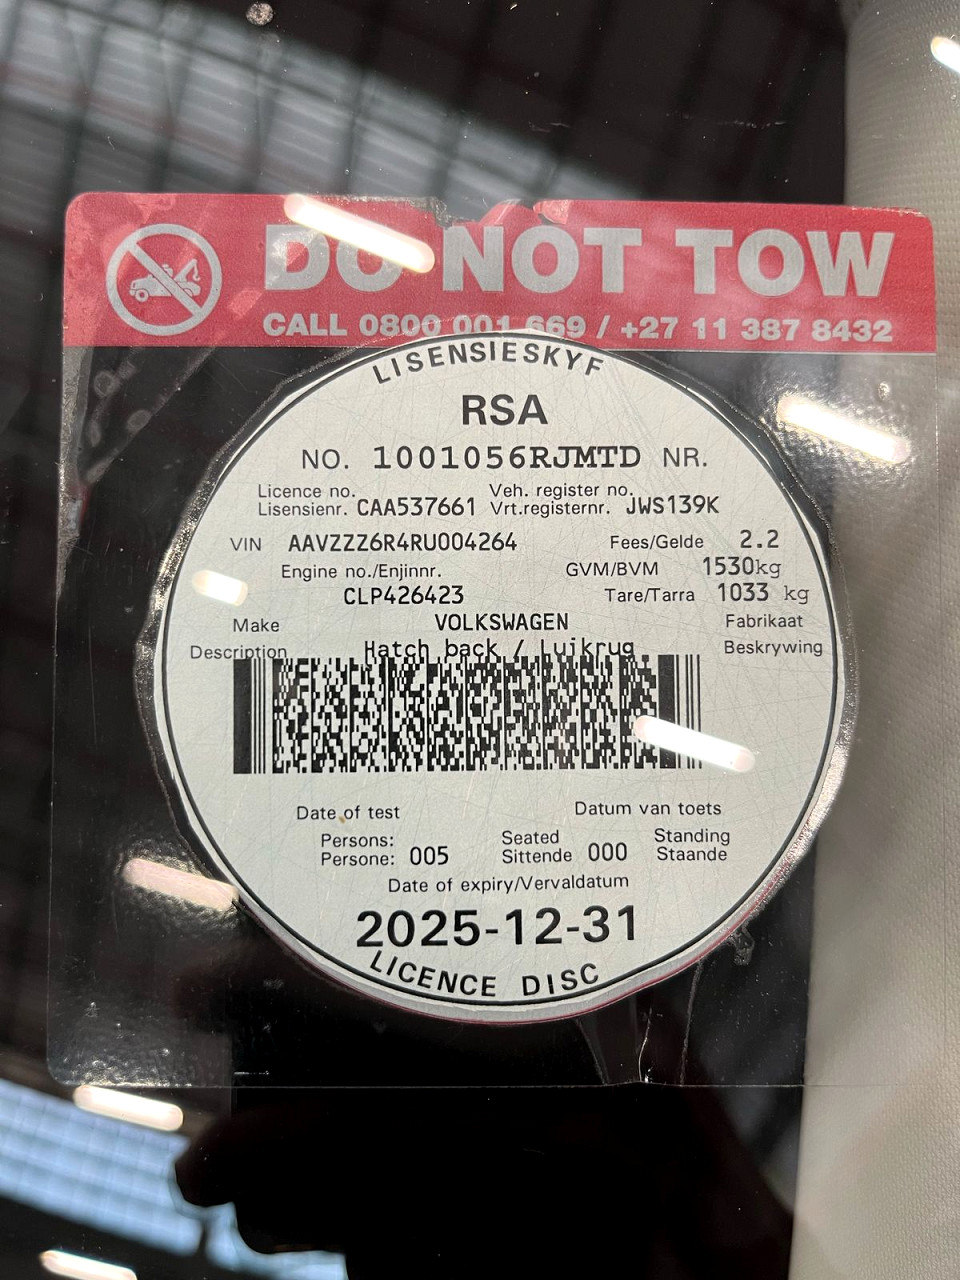 DO NOT TOW
CALL 0800 001 669 / +27 11 387 8432
LISENSIESKYF
RSA
NO. 1001056RJMTD NR.
Licence no. Veh. register no.
Lisensienr. CAA537661 Vrt.registernr. JWS139K
VIN AAVZZZ6R4RU004264 Fees/Gelde 2.2
Engine no./Enjinnr. GVM/BVM 1530kg
CLP426423 Tare/Tarra 1033 kg
Make VOLKSWAGEN Fabrikaat
Description Hatch back / Luikrug Beskrywing
Date of test Datum van toets
Persons: Seated Standing
Persone: 005 Sittende 000 Staande
Date of expiry/Vervaldatum
2025-12-31
LICENCE DISC